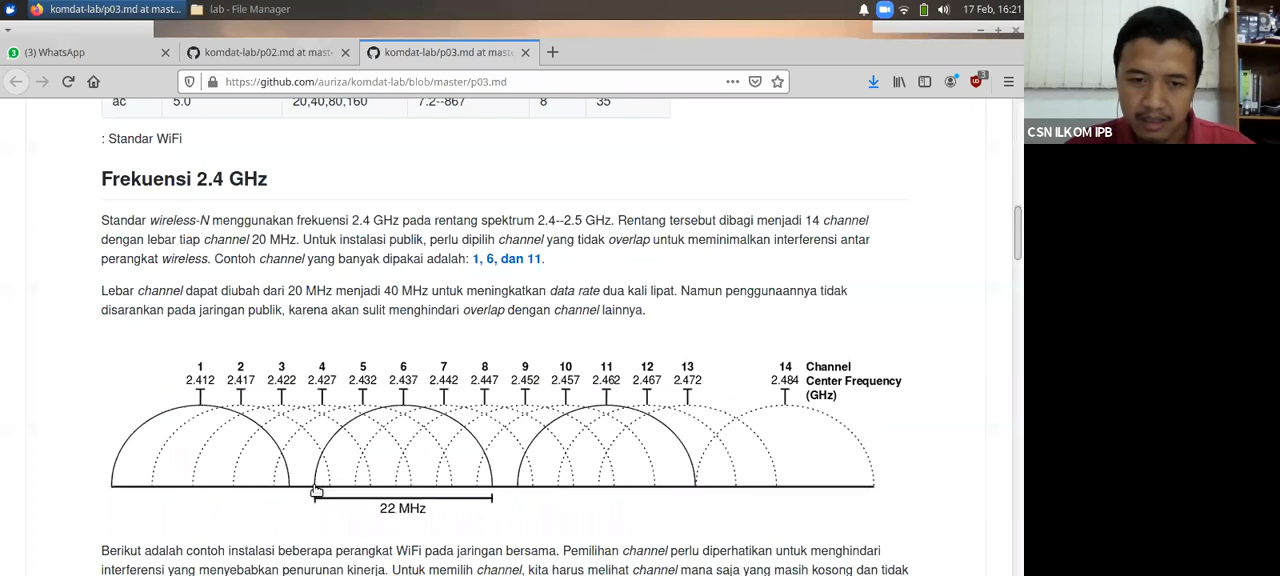 komdat-lab/p03.md at mast...
lab - File Manager
17 Feb, 16:21
(3) WhatsApp
komdat-lab/p02.md at mast
komdat-lab/p03.md at mast
https://github.com/auriza/komdat-lab/blob/master/p03.md
3
CSN ILKOM IPB
ac 5.0 20,40,80,160 7.2--867 8 35
: Standar WiFi
Frekuensi 2.4 GHz
Standar wireless-N menggunakan frekuensi 2.4 GHz pada rentang spektrum 2.4--2.5 GHz. Rentang tersebut dibagi menjadi 14 channel
dengan lebar tiap channel 20 MHz. Untuk instalasi publik, perlu dipilih channel yang tidak overlap untuk meminimalkan interferensi antar
perangkat wireless. Contoh channel yang banyak dipakai adalah: 1, 6, dan 11.
Lebar channel dapat diubah dari 20 MHz menjadi 40 MHz untuk meningkatkan data rate dua kali lipat. Namun penggunaannya tidak
disarankan pada jaringan publik, karena akan sulit menghindari overlap dengan channel lainnya.
1 2 3 4 5 6 7 8 9 10 11 12 13 14 Channel
2.412 2.417 2.422 2.427 2.432 2.437 2.442 2.447 2.452 2.457 2.462 2.467 2.472 2.484 Center Frequency
(GHz)
22 MHz
Berikut adalah contoh instalasi beberapa perangkat WiFi pada jaringan bersama. Pemilihan channel perlu diperhatikan untuk menghindari
interferensi yang menyebabkan penurunan kinerja. Untuk memilih channel, kita harus melihat channel mana saja yang masih kosong dan tidak